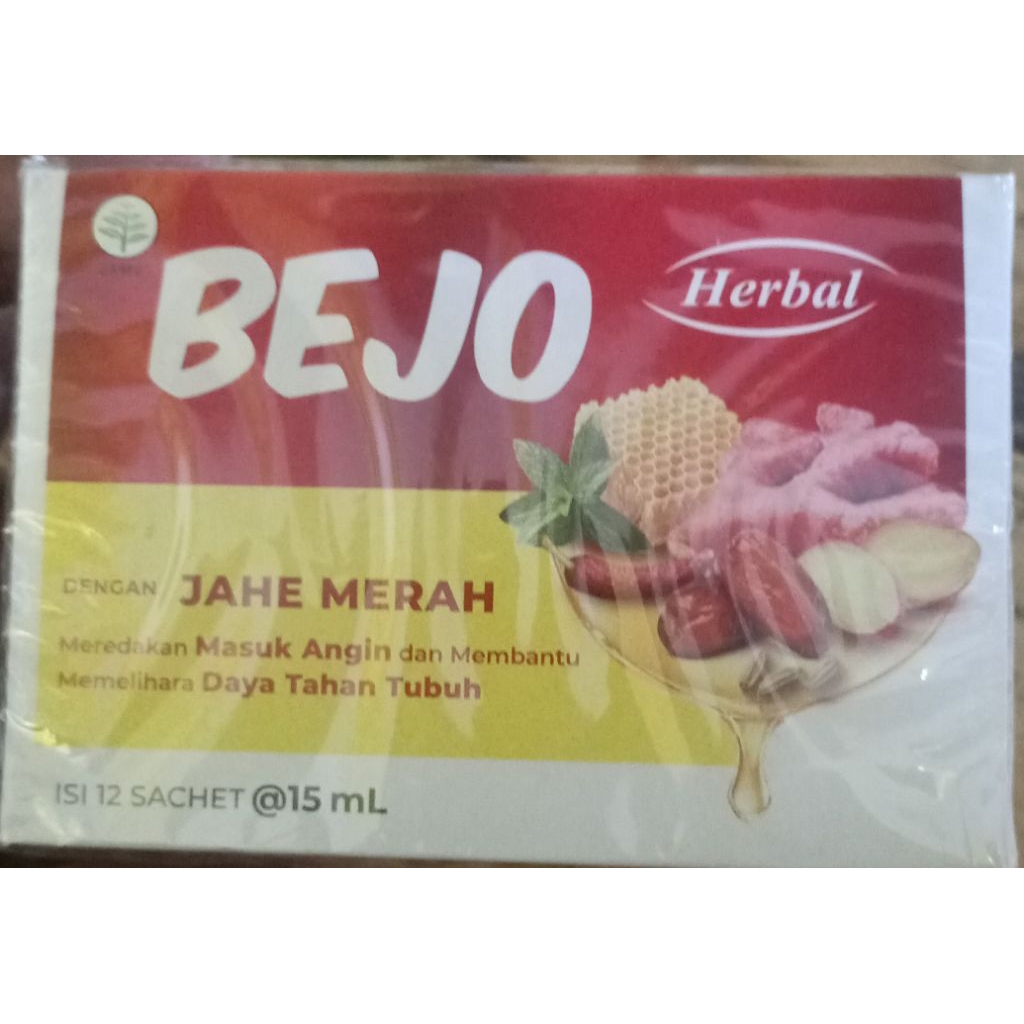 BEJO
Herbal
DENGAN JAHE MERAH
Meredakan Masuk Angin dan Membantu
Memelihara Daya Tahan Tubuh
ISI 12 SACHET @15 mL